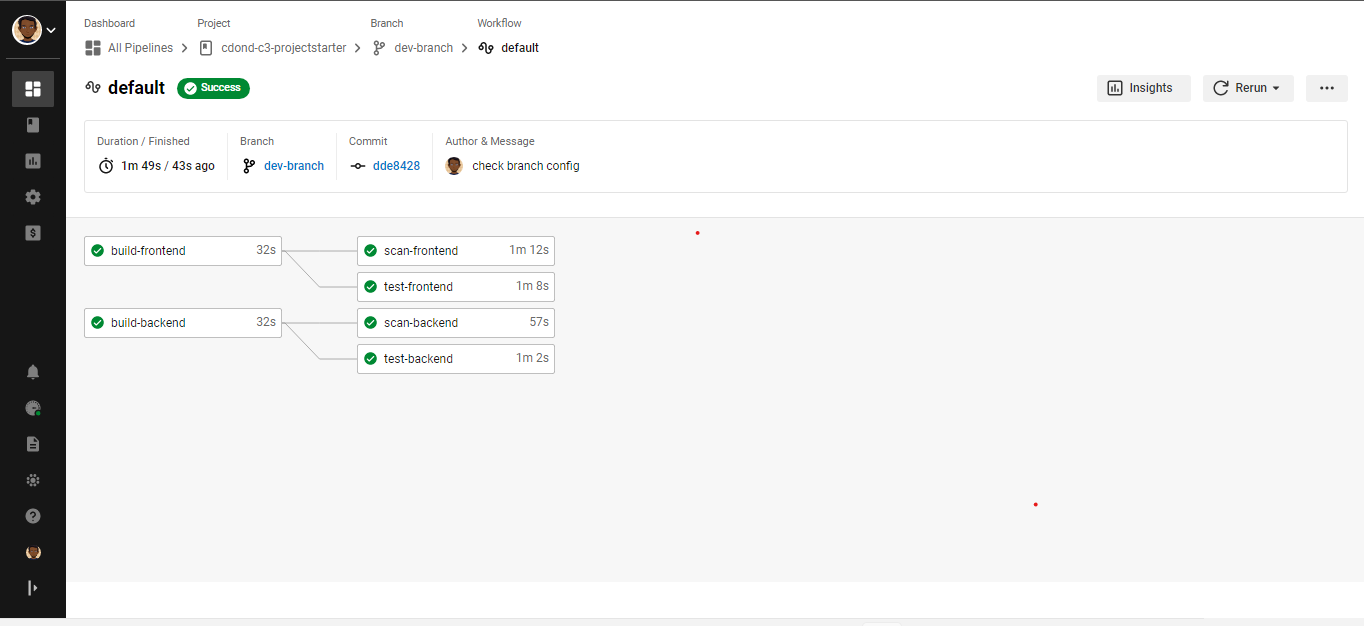 Dashboard Project Branch Workflow
All Pipelines cdond-c3-projectstarter dev-branch default
default Success Insights Rerun
Duration / Finished Branch Commit Author & Message
1m 49s / 43s ago dev-branch dde8428 check branch config
build-frontend 32s scan-frontend 1m 12s
test-frontend 1m 8s
build-backend 32s scan-backend 57s
test-backend 1m 2s